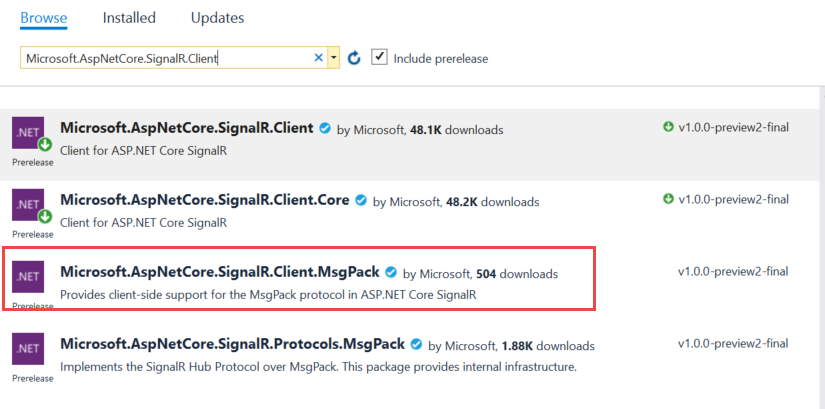 Browse Installed Updates
Microsoft.AspNetCore.SignalR.Client Include prerelease
.NET Microsoft.AspNetCore.SignalR.Client by Microsoft, 48.1K downloads v1.0.0-preview2-final
Client for ASP.NET Core SignalR
Prerelease
.NET Microsoft.AspNetCore.SignalR.Client.Core by Microsoft, 48.2K downloads v1.0.0-preview2-final
Client for ASP.NET Core SignalR
Prerelease
.NET Microsoft.AspNetCore.SignalR.Client.MsgPack by Microsoft, 504 downloads v1.0.0-preview2-final
Provides client-side support for the MsgPack protocol in ASP.NET Core SignalR
Prerelease
.NET Microsoft.AspNetCore.SignalR.Protocols.MsgPack by Microsoft, 1.88K downloads v1.0.0-preview2-final
Implements the SignalR Hub Protocol over MsgPack. This package provides internal infrastructure.
Prerelease